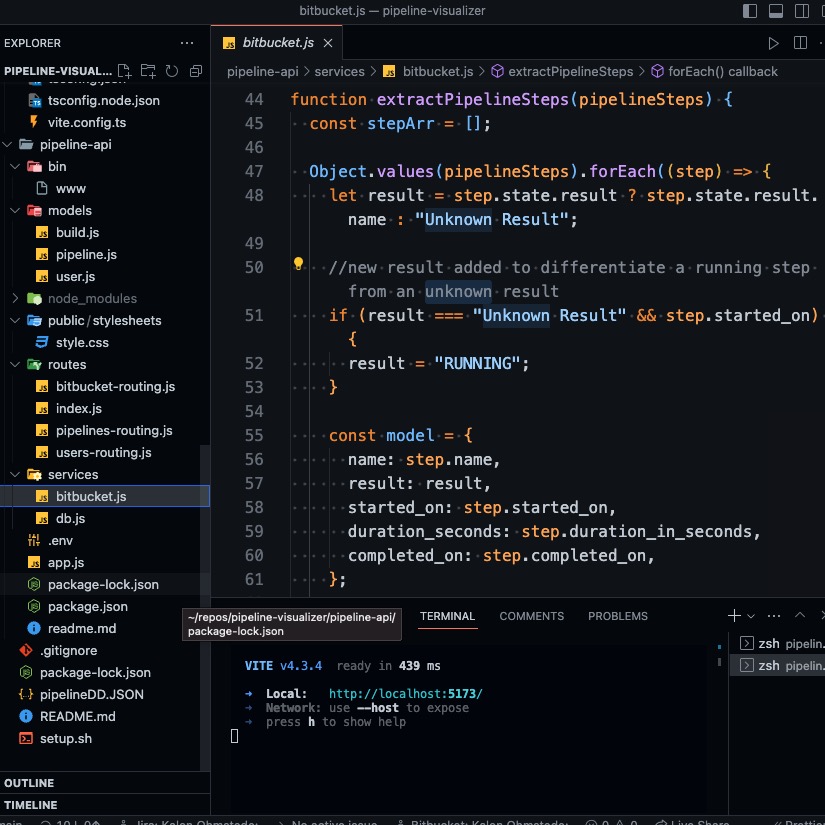 bitbucket.js — pipeline-visualizer
EXPLORER
PIPELINE-VISUAL...
tsconfig.json
tsconfig.node.json
vite.config.ts
pipeline-api
bin
www
models
build.js
pipeline.js
user.js
node_modules
public/stylesheets
style.css
routes
bitbucket-routing.js
index.js
pipelines-routing.js
users-routing.js
services
bitbucket.js
db.js
.env
app.js
package-lock.json
package.json
readme.md
.gitignore
package-lock.json
pipelineDD.JSON
README.md
setup.sh
OUTLINE
TIMELINE
bitbucket.js
pipeline-api > services > bitbucket.js > extractPipelineSteps > forEach() callback
44 function extractPipelineSteps(pipelineSteps) {
45 const stepArr = [];
46
47 Object.values(pipelineSteps).forEach((step) => {
48 let result = step.state.result ? step.state.result.
name : "Unknown Result";
49
50 //new result added to differentiate a running step
from an unknown result
51 if (result === "Unknown Result" && step.started_on)
{
52 result = "RUNNING";
53 }
54
55 const model = {
56 name: step.name,
57 result: result,
58 started_on: step.started_on,
59 duration_seconds: step.duration_in_seconds,
60 completed_on: step.completed_on,
61 };
~/repos/pipeline-visualizer/pipeline-api/
package-lock.json
TERMINAL COMMENTS PROBLEMS
VITE v4.3.4 ready in 439 ms
➜ Local: http://localhost:5173/
➜ Network: use --host to expose
➜ press h to show help
zsh pipelin...
zsh pipelin...
No active issue
Live Share